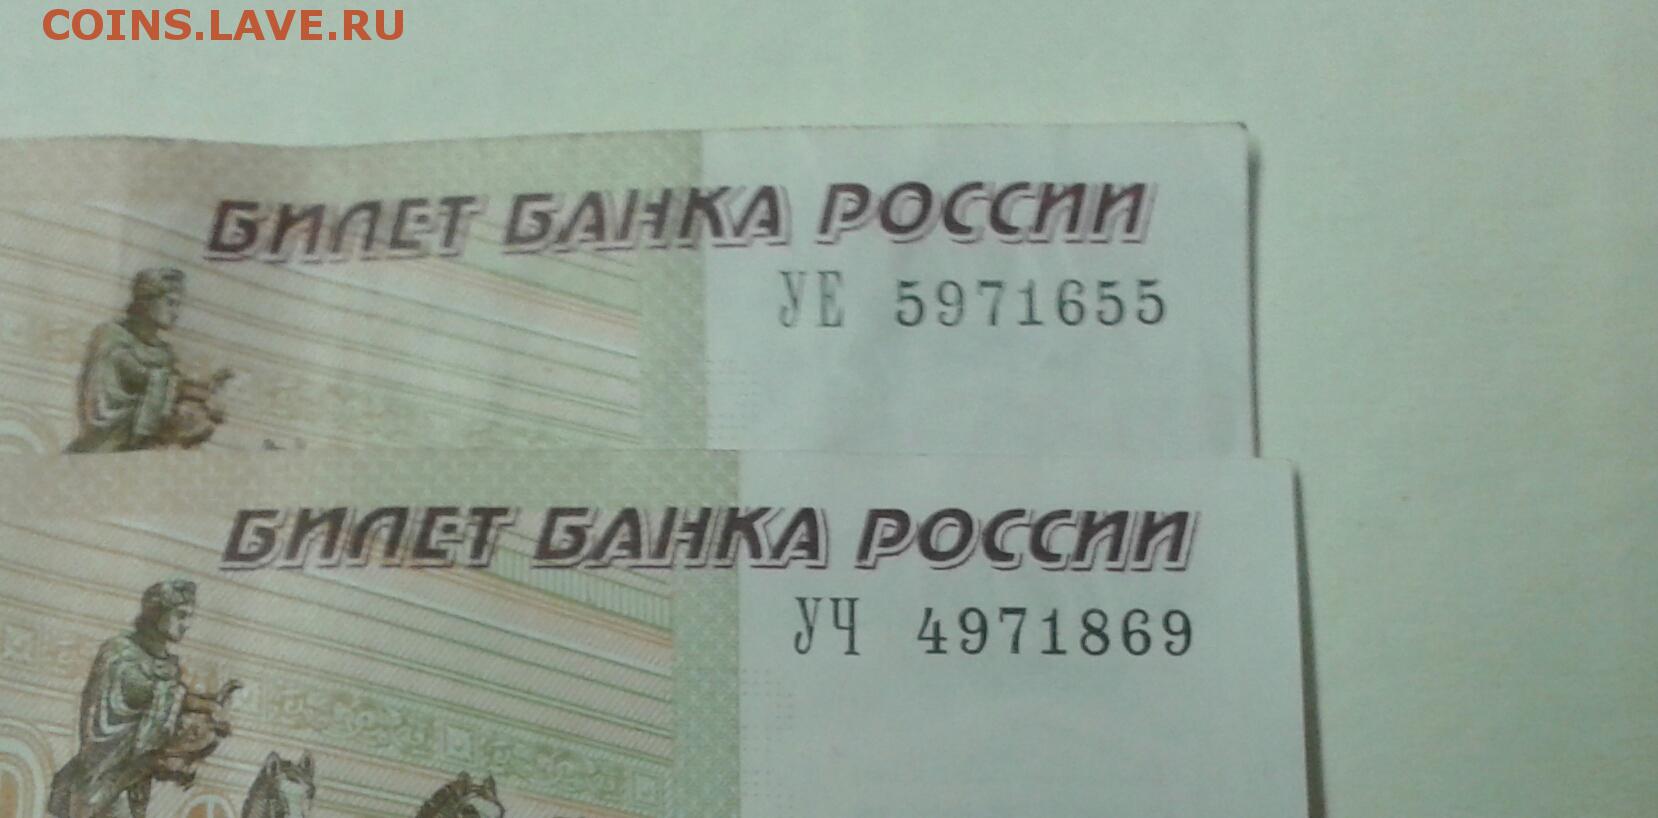 COINS.LAVE.RU
БИЛЕТ БАНКА РОССИИ
УЕ 5971655
БИЛЕТ БАНКА РОССИИ
УЧ 4971869